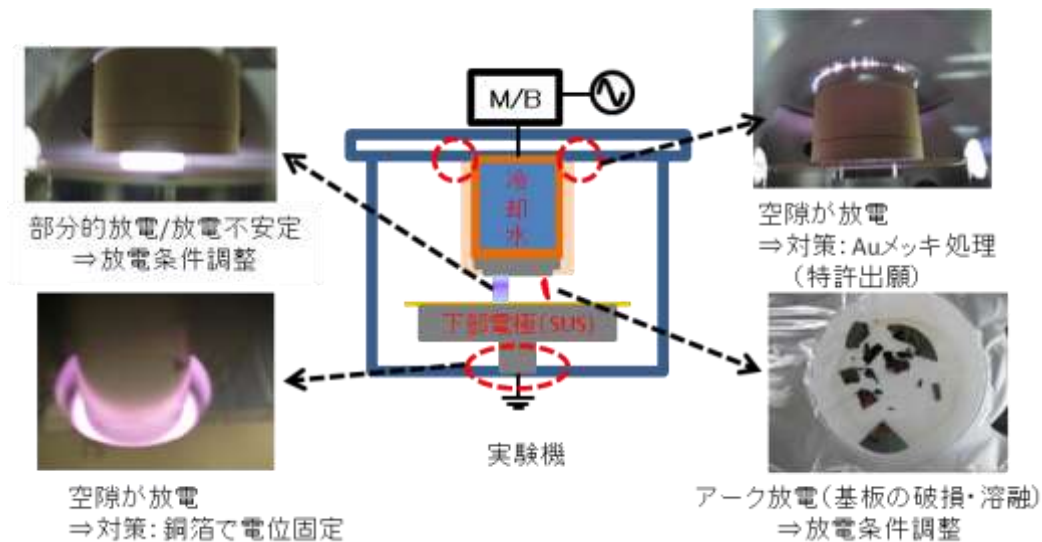 M/B
冷
却
水
下部電極(SUS)
実験機
部分的放電/放電不安定
⇒放電条件調整
空隙が放電
⇒対策:銅箔で電位固定
空隙が放電
⇒対策:Auメッキ処理
(特許出願)
アーク放電(基板の破損・溶融)
⇒放電条件調整